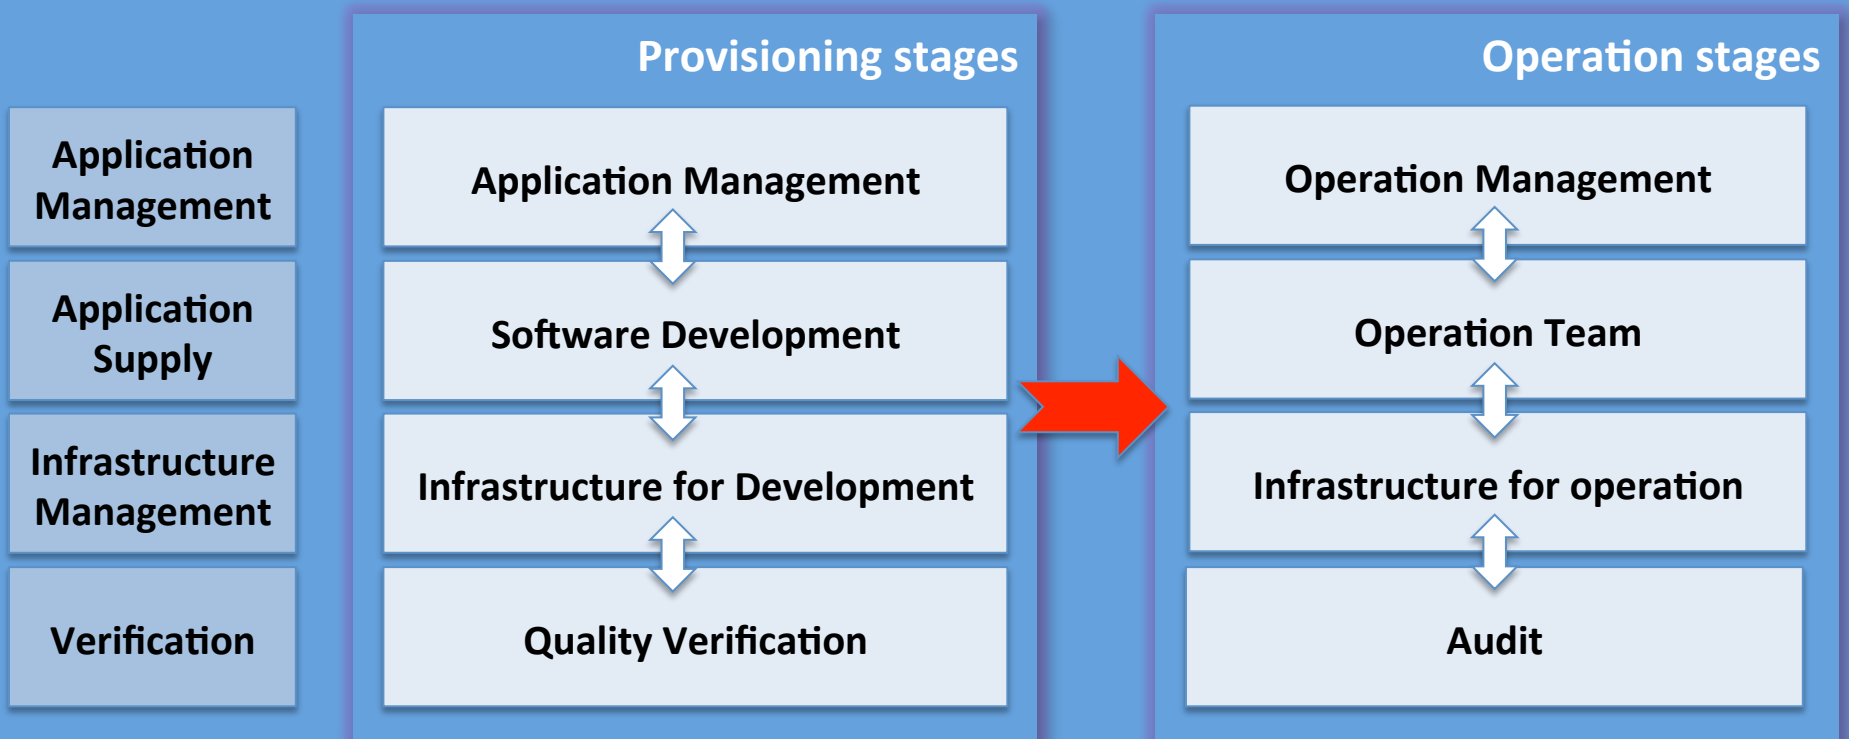 Provisioning stages
Operation stages
Application
Management
Application Management
Operation Management
Application
Supply
Software Development
Operation Team
Infrastructure
Management
Infrastructure for Development
Infrastructure for operation
Verification
Quality Verification
Audit